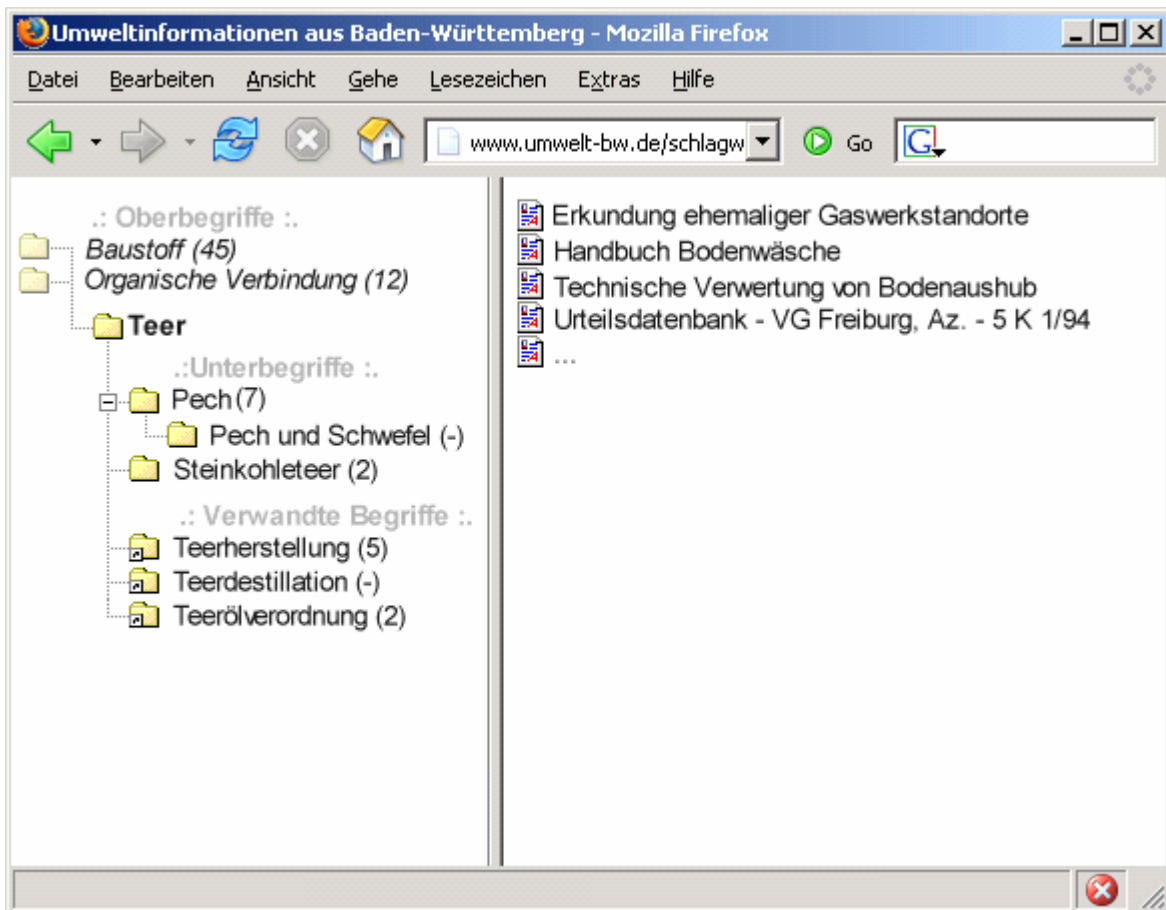 Umweltinformationen aus Baden-Württemberg - Mozilla Firefox
Datei Bearbeiten Ansicht Gehe Lesezeichen Extras Hilfe
www.umwelt-bw.de/schlagw Go G
.: Oberbegriffe :.
Baustoff (45)
Organische Verbindung (12)
Teer
.:Unterbegriffe :.
Pech (7)
Pech und Schwefel (-)
Steinkohleteer (2)
.: Verwandte Begriffe :.
Teerherstellung (5)
Teerdestillation (-)
Teerölverordnung (2)
Erkundung ehemaliger Gaswerkstandorte
Handbuch Bodenwäsche
Technische Verwertung von Bodenaushub
Urteilsdatenbank - VG Freiburg, Az. - 5 K 1/94
...